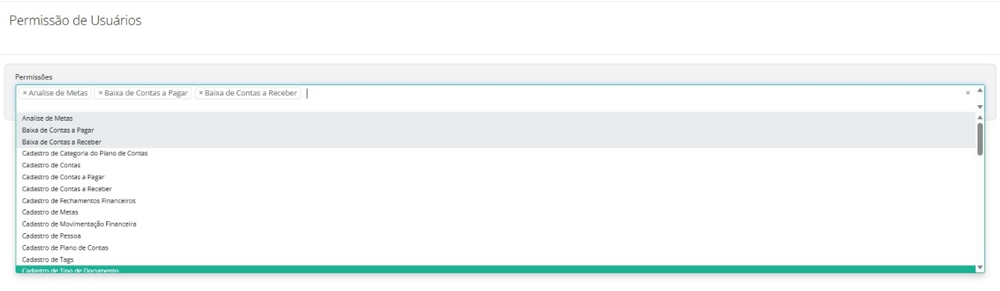 Permissão de Usuários
Permissões
× Analise de Metas × Baixa de Contas a Pagar × Baixa de Contas a Receber ×
Analise de Metas
Baixa de Contas a Pagar
Baixa de Contas a Receber
Cadastro de Categoria do Plano de Contas
Cadastro de Contas
Cadastro de Contas a Pagar
Cadastro de Contas a Receber
Cadastro de Fechamentos Financeiros
Cadastro de Metas
Cadastro de Movimentação Financeira
Cadastro de Pessoa
Cadastro de Plano de Contas
Cadastro de Tags
Cadastro de Tipo de Documento